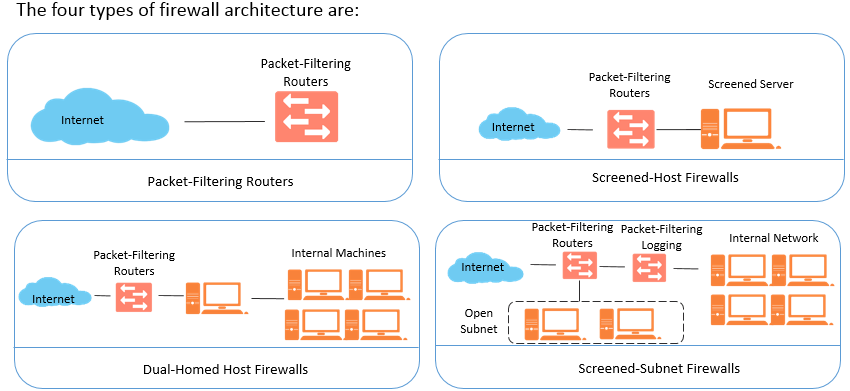 The four types of firewall architecture are:
Packet-Filtering
Routers
Internet
Packet-Filtering Routers
Packet-Filtering
Routers
Screened Server
Internet
Screened-Host Firewalls
Packet-Filtering
Routers
Internal Machines
Internet
Dual-Homed Host Firewalls
Packet-Filtering
Routers
Packet-Filtering
Logging
Internal Network
Internet
Open
Subnet
Screened-Subnet Firewalls